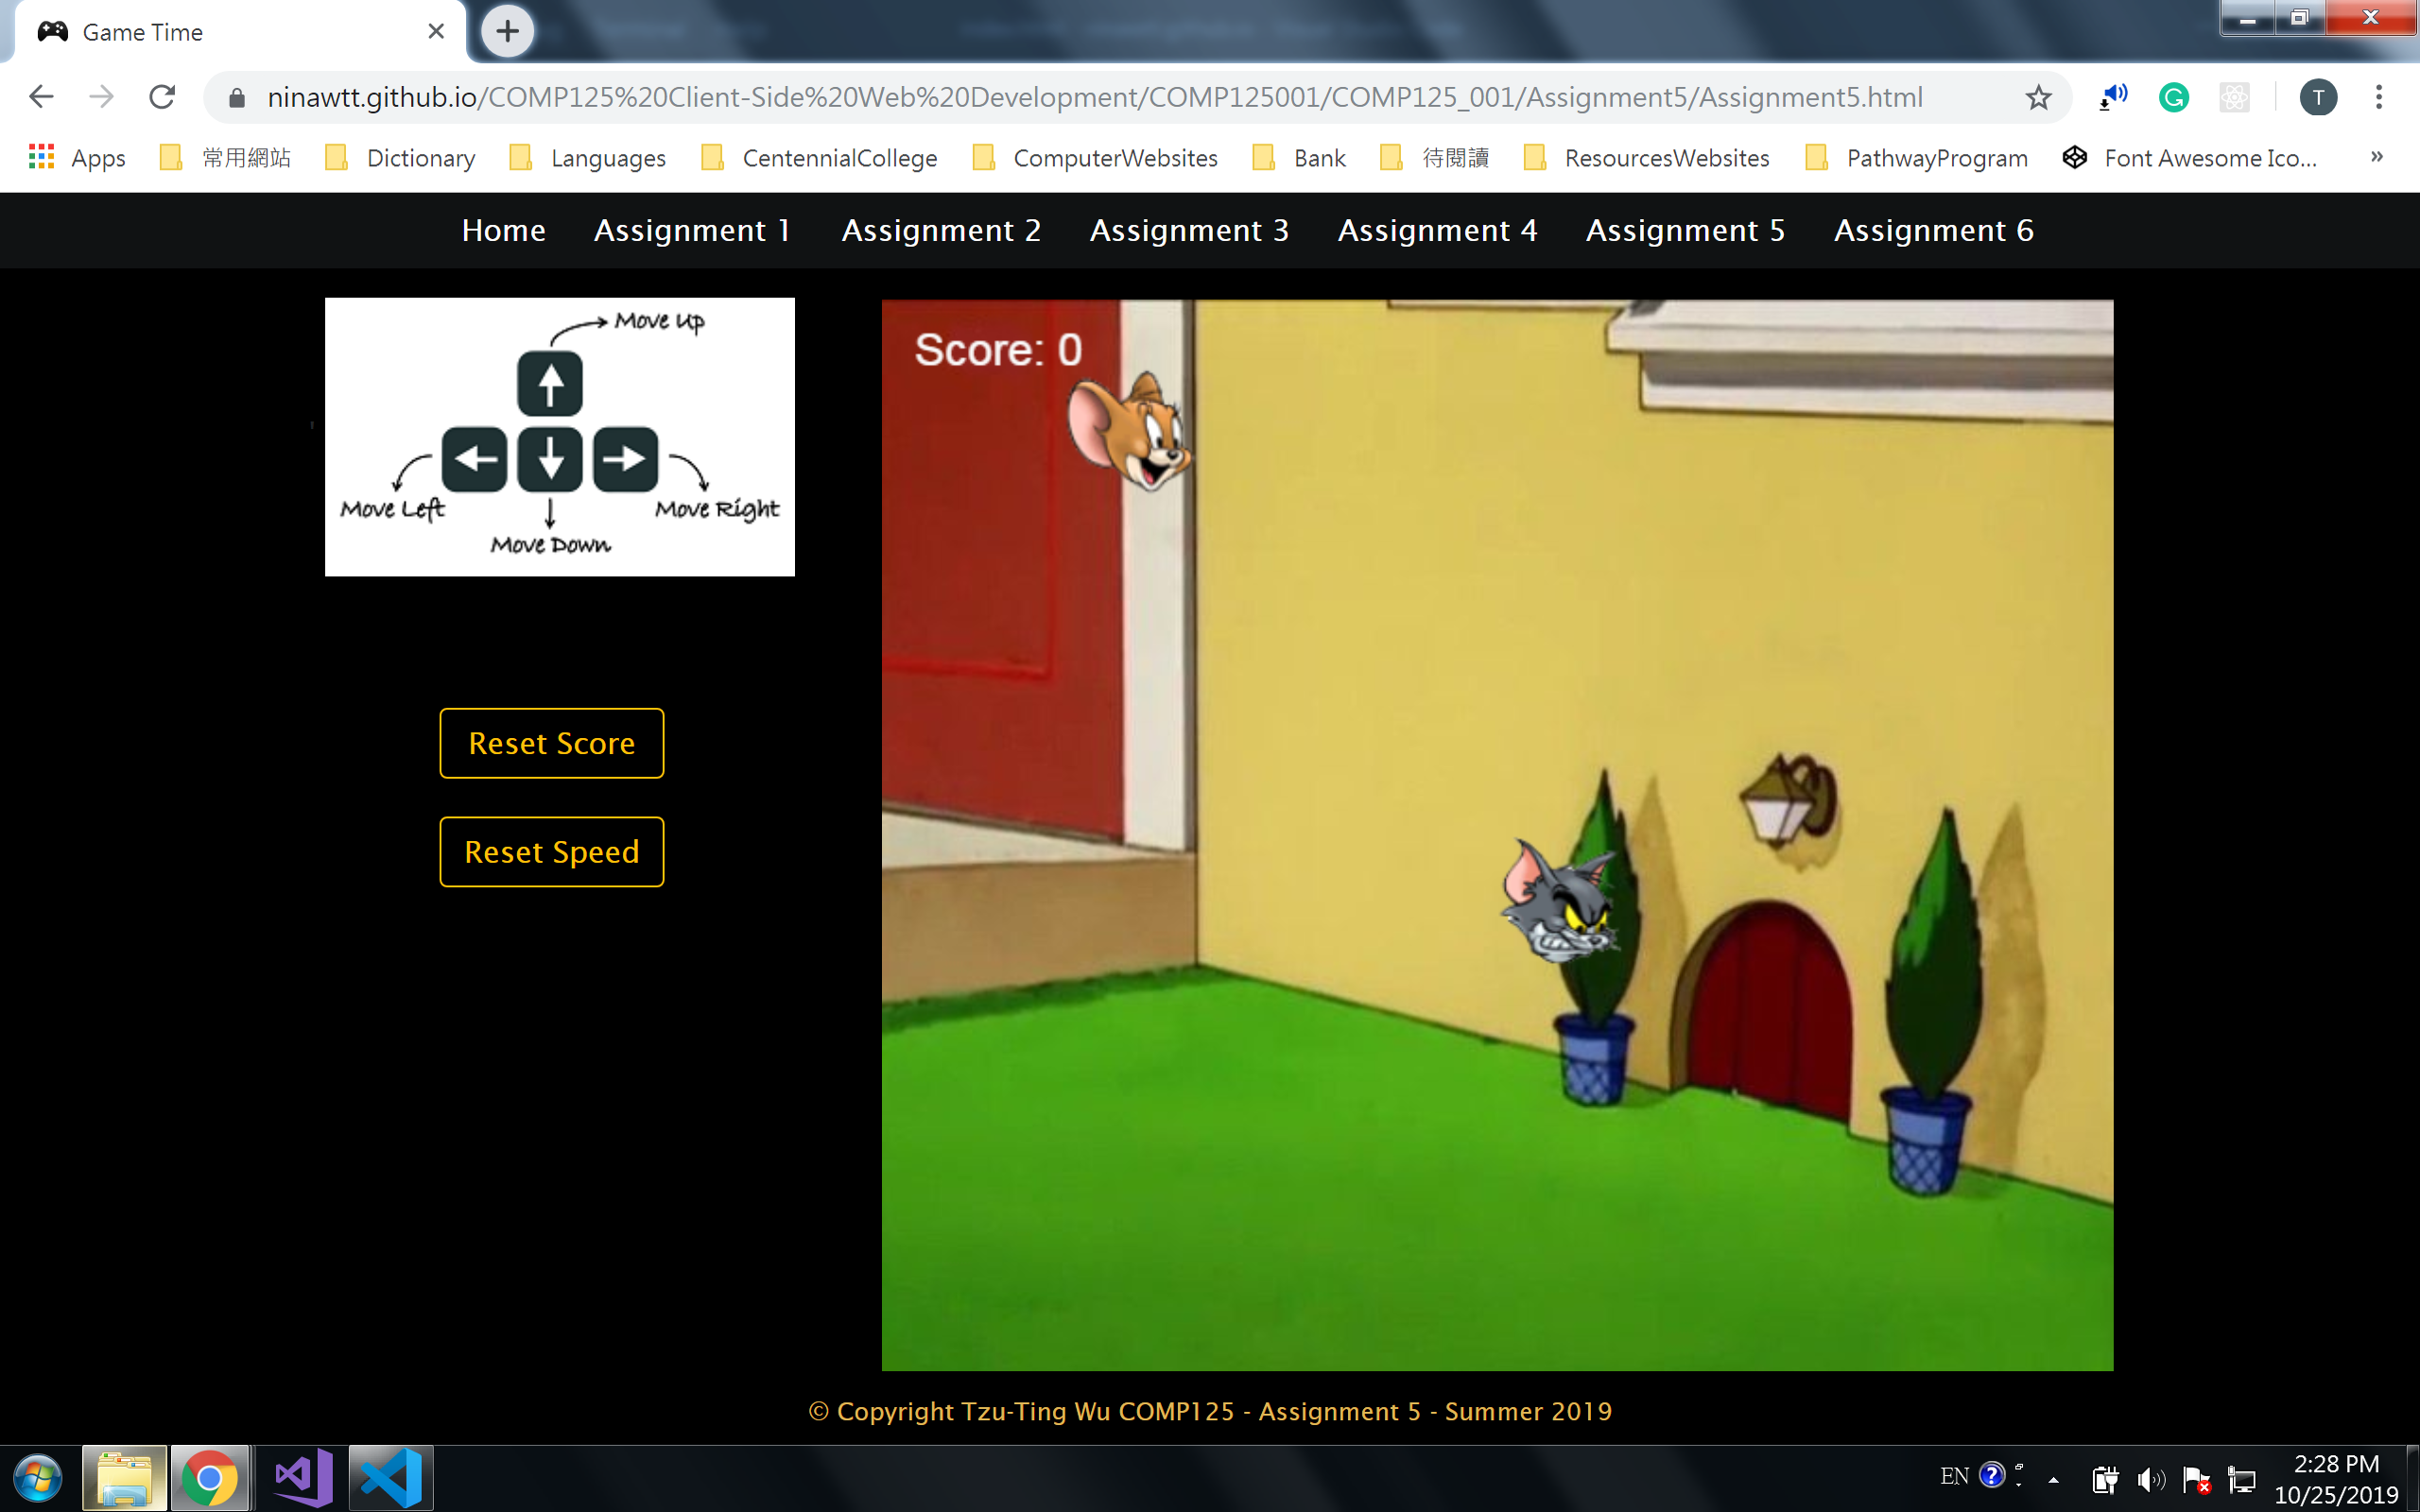 Game Time
ninawtt.github.io/COMP125%20Client-Side%20Web%20Development/COMP125001/COMP125_001/Assignment5/Assignment5.html
T
Apps 常用網站 Dictionary Languages CentennialCollege ComputerWebsites Bank 待閱讀 ResourcesWebsites PathwayProgram Font Awesome Ico... »
Home Assignment 1 Assignment 2 Assignment 3 Assignment 4 Assignment 5 Assignment 6
Move Up
Move Left
Move Right
Move Down
Reset Score
Reset Speed
Score: 0
© Copyright Tzu-Ting Wu COMP125 - Assignment 5 - Summer 2019
EN
2:28 PM
10/25/2019